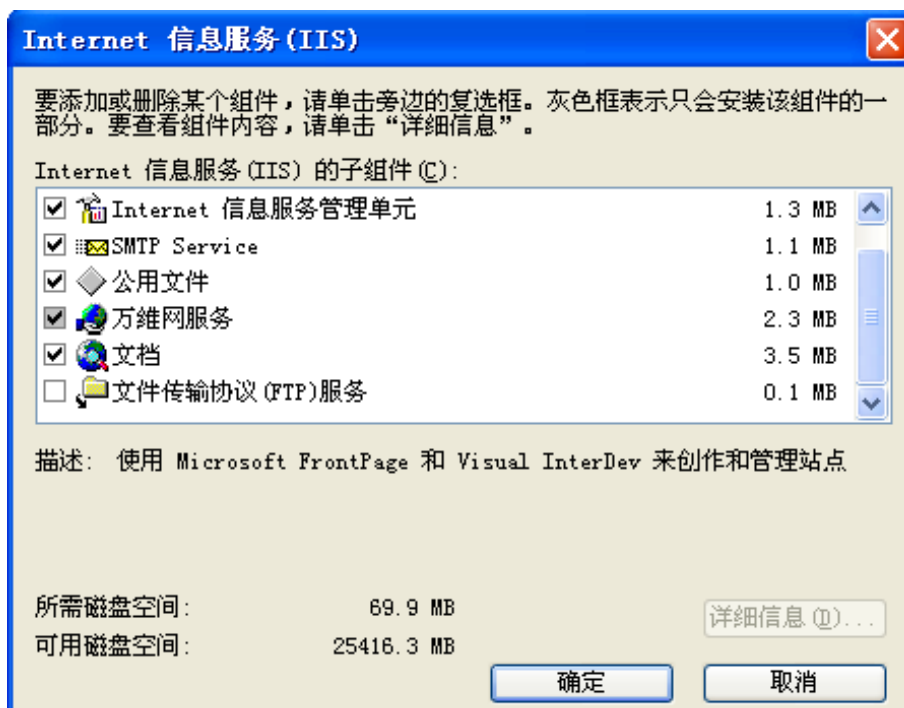 Internet 信息服务(IIS)
要添加或删除某个组件，请单击旁边的复选框。灰色框表示只会安装该组件的一
部分。要查看组件内容，请单击“详细信息”。
Internet 信息服务(IIS) 的子组件(C):
Internet 信息服务管理单元 1.3 MB
SMTP Service 1.1 MB
公用文件 1.0 MB
万维网服务 2.3 MB
文档 3.5 MB
文件传输协议(FTP)服务 0.1 MB
描述: 使用 Microsoft FrontPage 和 Visual InterDev 来创作和管理站点
所需磁盘空间: 69.9 MB
详细信息(D)...
可用磁盘空间: 25416.3 MB
确定 取消